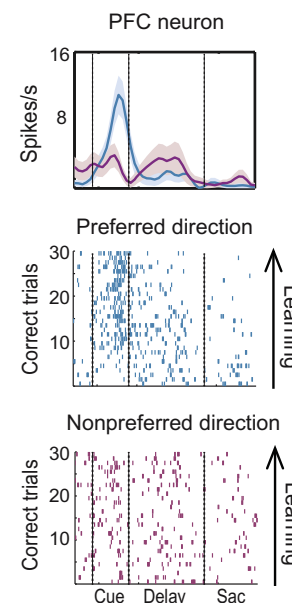 PFC neuron
16
8
Spikes/s
Preferred direction
30
20
10
Correct trials
Learning
Nonpreferred direction
30
20
10
Correct trials
Learning
Cue Delay Sac